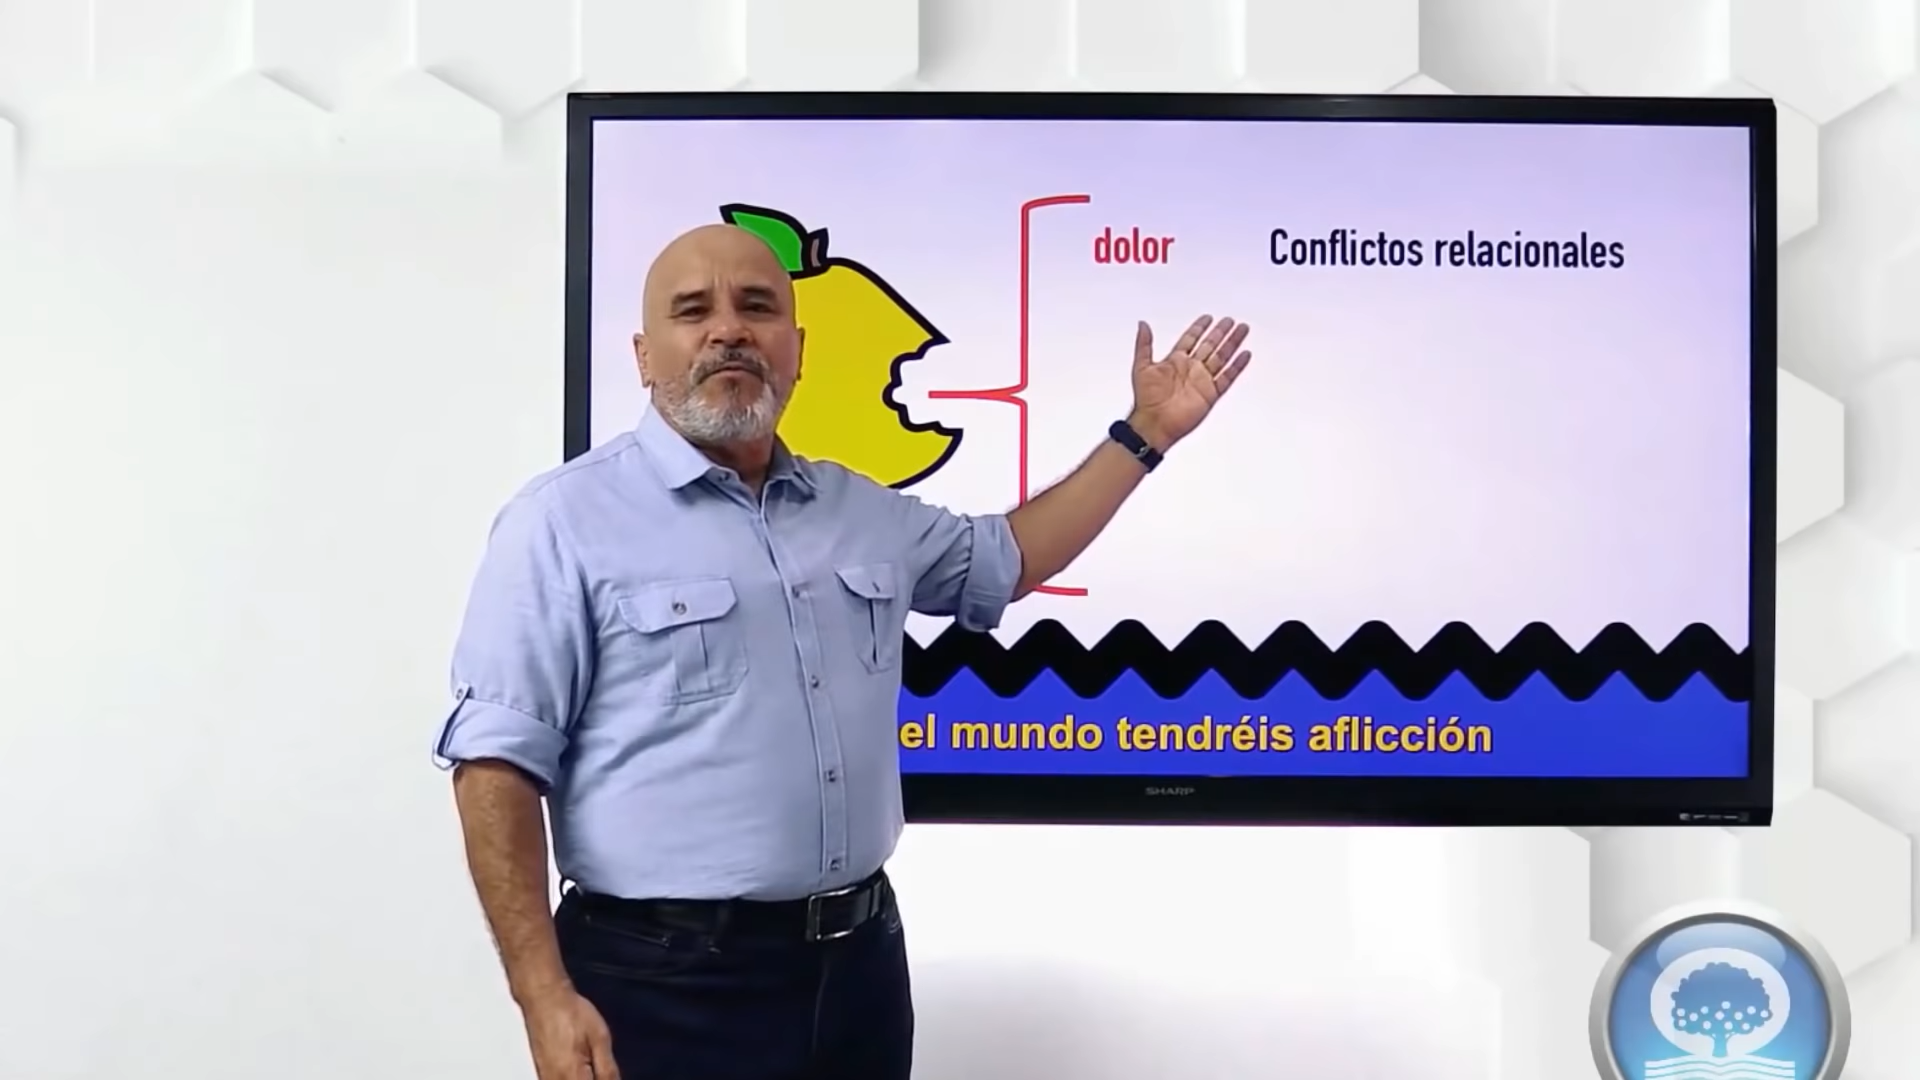 dolor
Conflictos relacionales
el mundo tendréis aflicción
SHARP